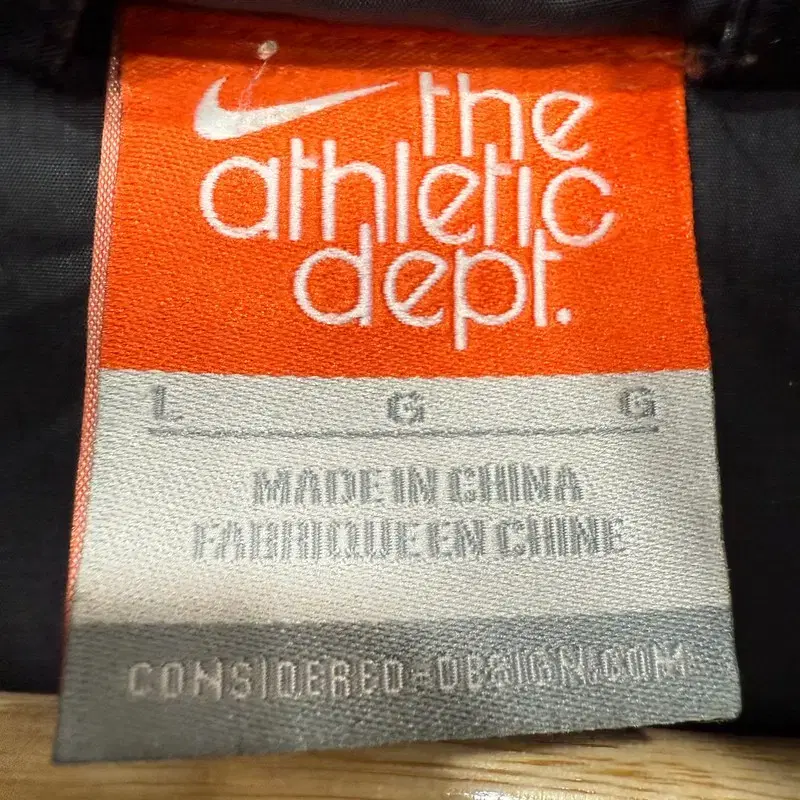 the
athletic
dept.
L G G
MADE IN CHINA
FABRIQUE EN CHINE
CONSIDERED-DESIGN.COM